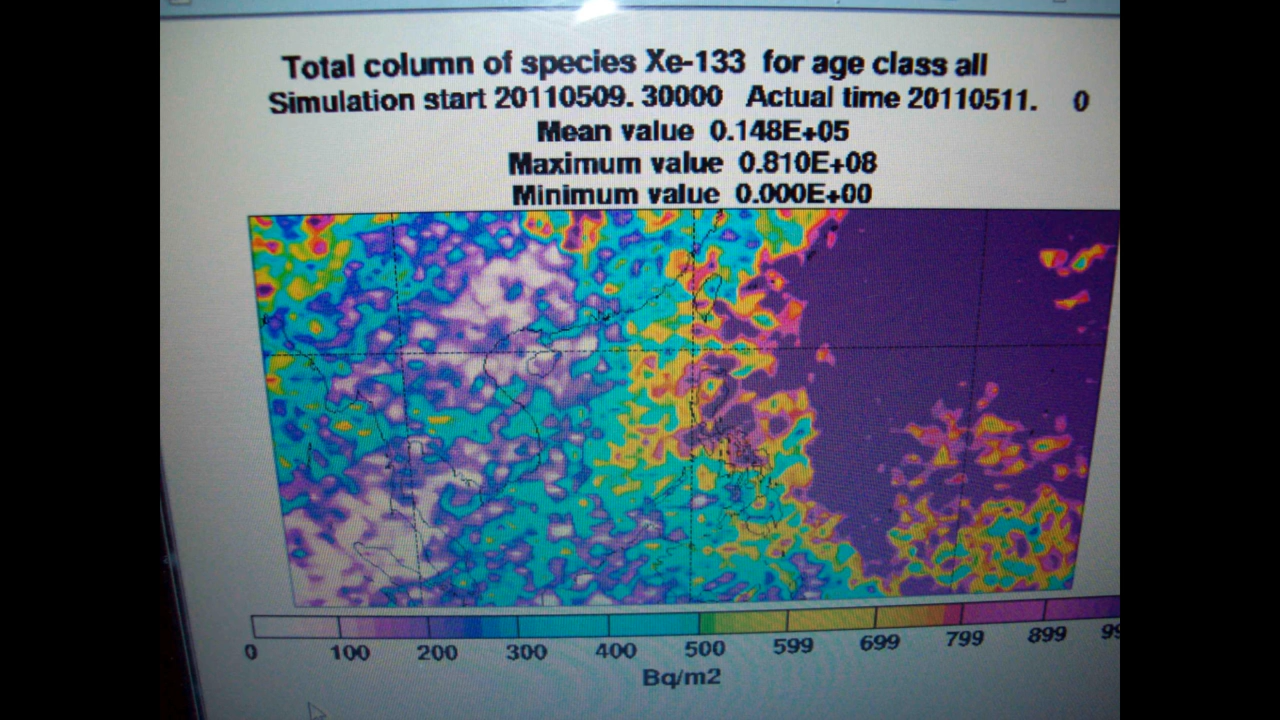 Total column of species Xe-133 for age class all
Simulation start 20110509. 30000 Actual time 20110511. 0
Mean value 0.148E+05
Maximum value 0.810E+08
Minimum value 0.000E+00
0 100 200 300 400 500 599 699 799 899 99
Bq/m2